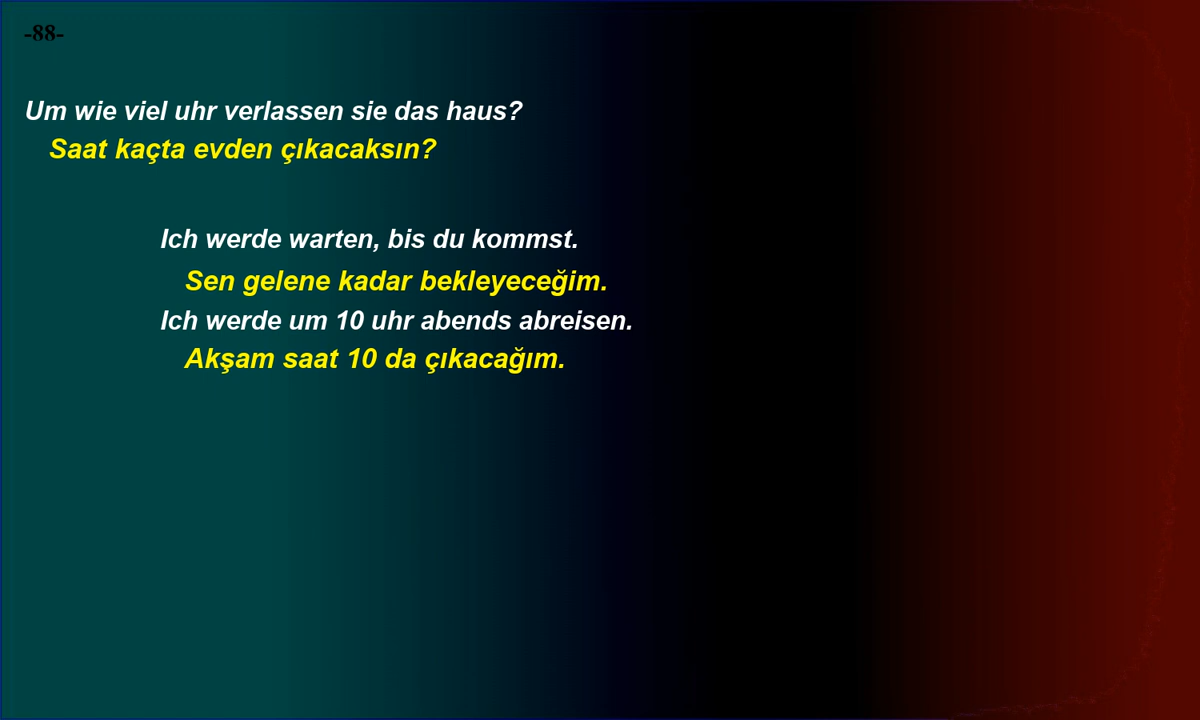 -88-
Um wie viel uhr verlassen sie das haus?
Saat kaçta evden çıkacaksın?
Ich werde warten, bis du kommst.
Sen gelene kadar bekleyeceğim.
Ich werde um 10 uhr abends abreisen.
Akşam saat 10 da çıkacağım.